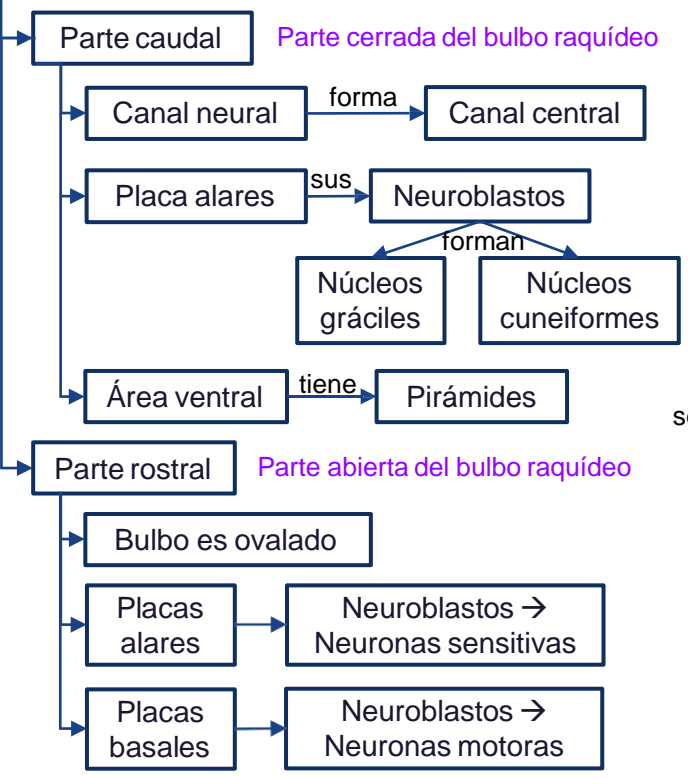 Parte caudal
Parte cerrada del bulbo raquídeo
Canal neural
forma
Canal central
Placa alares
sus
Neuroblastos
forman
Núcleos
gráciles
Núcleos
cuneiformes
Área ventral
tiene
Pirámides
Parte rostral
Parte abierta del bulbo raquídeo
Bulbo es ovalado
Placas
alares
Neuroblastos →
Neuronas sensitivas
Placas
basales
Neuroblastos →
Neuronas motoras